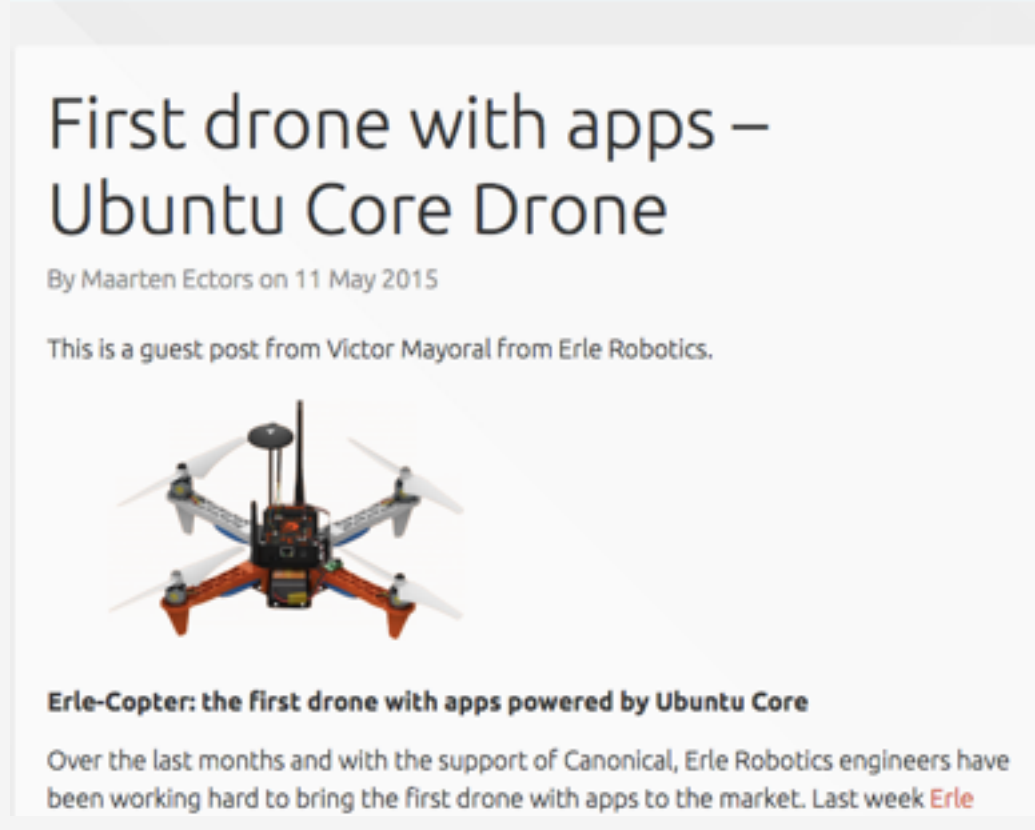 First drone with apps –
Ubuntu Core Drone
By Maarten Ectors on 11 May 2015
This is a guest post from Victor Mayoral from Erle Robotics.
Erle-Copter: the first drone with apps powered by Ubuntu Core
Over the last months and with the support of Canonical, Erle Robotics engineers have
been working hard to bring the first drone with apps to the market. Last week Erle